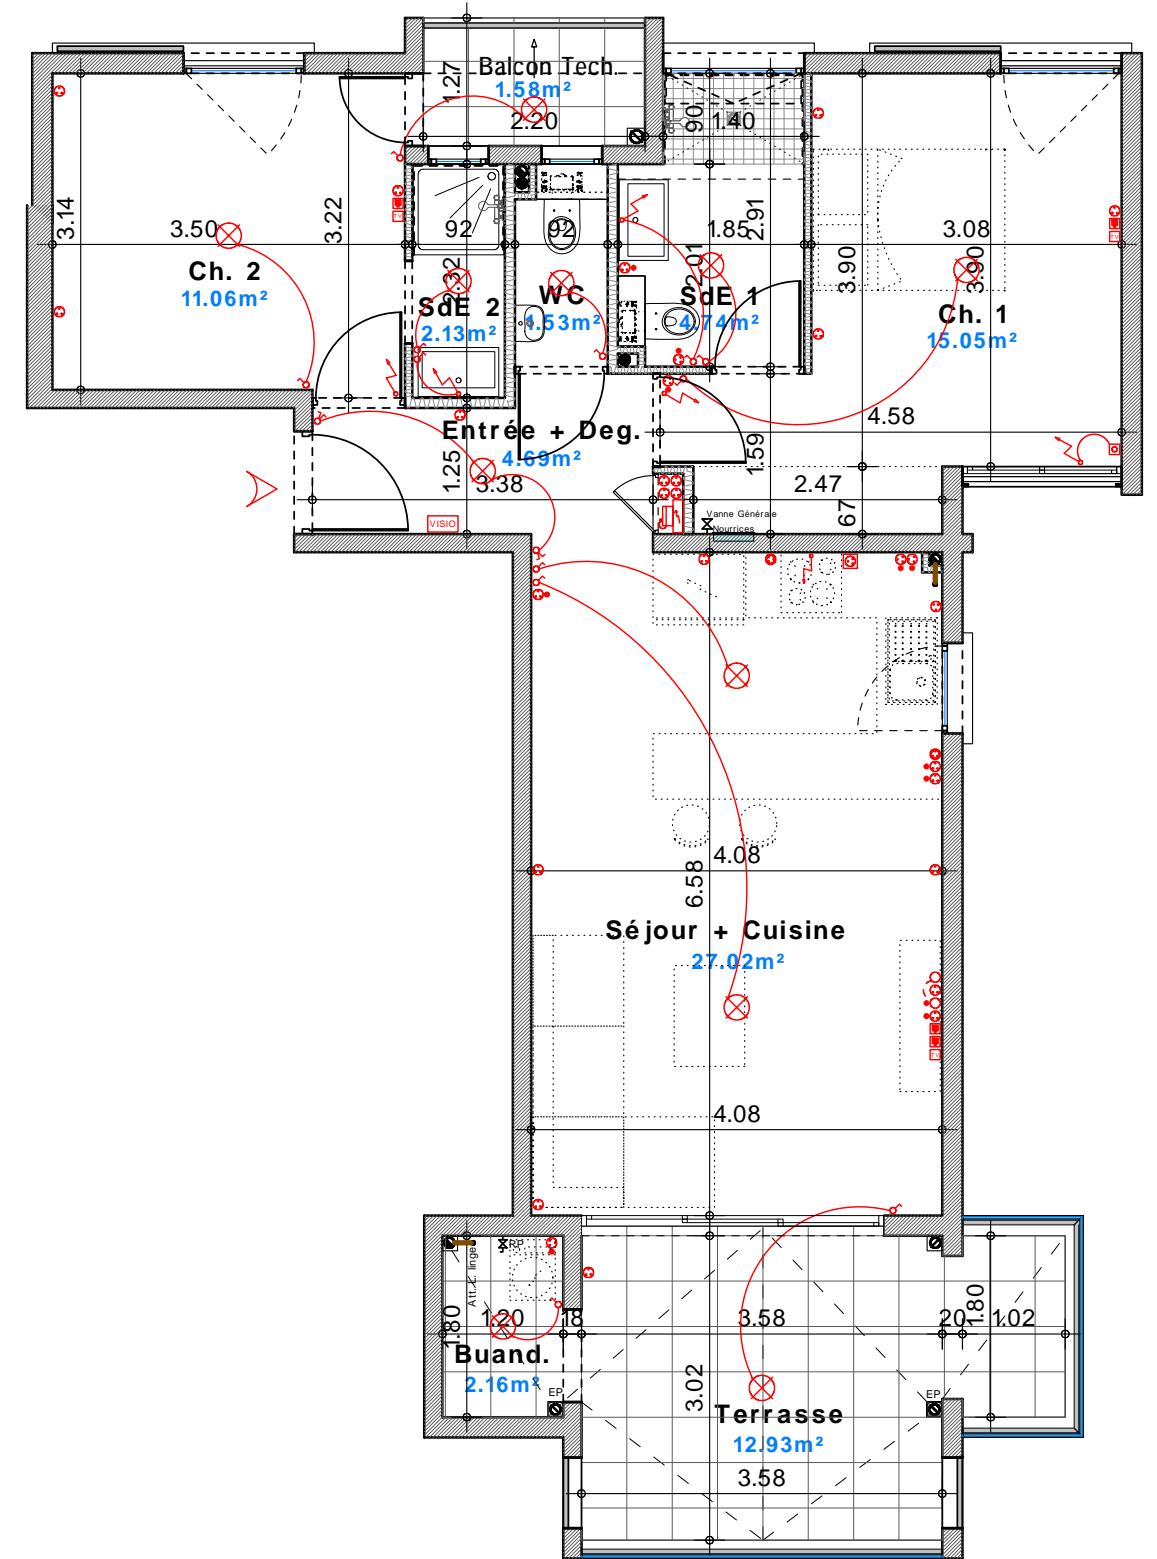 Balcon Tech.
1.58m²
1.27
2.20
90
1.40
3.14
3.50
3.22
Ch. 2
11.06m²
92
2.32
SdE 2
2.13m²
92
WC
1.53m²
1.85
2.91
2.01
SdE 1
4.74m²
3.90
3.08
3.90
Ch. 1
15.05m²
TV
TV
4.58
Entrée + Deg.
4.69m²
1.25
3.38
1.59
2.47
67
VISIO
Vanne Générale
Nourrices
4.08
6.58
Séjour + Cuisine
27.02m²
TV
4.08
Att. L. linge
RP
1.80
1.20
18
Buand.
2.16m²
EP
3.58
20
1.80
1.02
3.02
EP
Terrasse
12.93m²
3.58